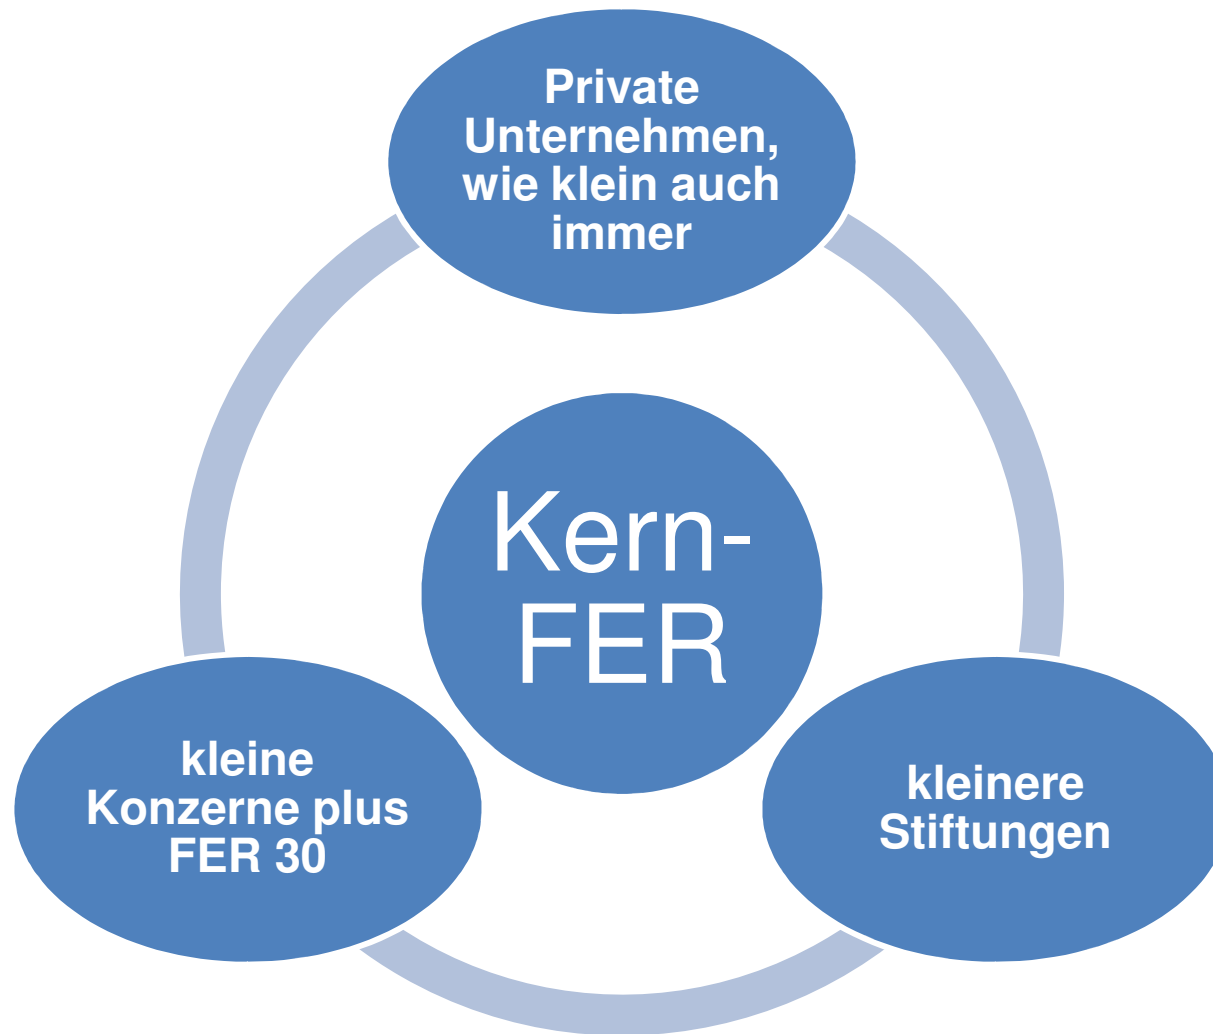 Private
Unternehmen,
wie klein auch
immer
Kern-
FER
kleine
Konzerne plus
FER 30
kleinere
Stiftungen